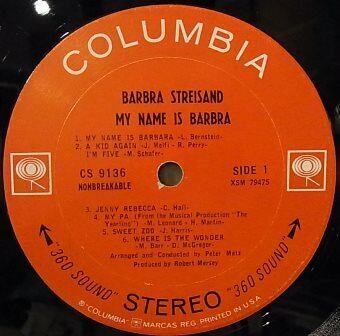 COLUMBIA
BARBRA STREISAND
MY NAME IS BARBRA
1. MY NAME IS BARBARA -L. Bernstein-
2. A KID AGAIN -J. Melfi - R. Perry-
I'M FIVE -M. Schafer-
CS 9136
NONBREAKABLE
SIDE 1
XSM 79475
3. JENNY REBECCA -C. Hall-
4. MY PA (From the Musical Production "The
Yearling") -M. Leonard - H. Martin-
5. SWEET ZOO -J. Harris-
6. WHERE IS THE WONDER
-M. Barr - D. McGregor-
Arranged and Conducted by Peter Matz
Produced by Robert Mersey
"360 SOUND" STEREO "360 SOUND"
® "COLUMBIA", MARCAS REG. PRINTED IN U.S.A.